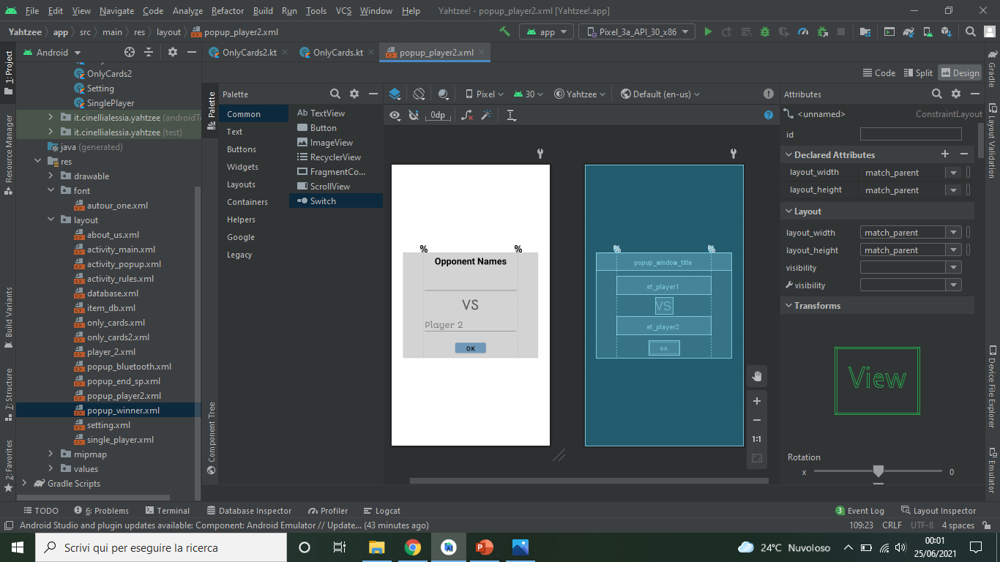 File Edit View Navigate Code Analyze Refactor Build Run Tools VCS Window Help Yahtzee! - popup_player2.xml [Yahtzee!.app]
Yahtzee app src main res layout popup_player2.xml app Pixel_3a_API_30_x86
1: Project
Resource Manager
Build Variants
7: Structure
2: Favorites
Android
OnlyCards2
Setting
SinglePlayer
it.cinellialessia.yahtzee (androidTe
it.cinellialessia.yahtzee (test)
java (generated)
res
drawable
font
autour_one.xml
layout
about_us.xml
activity_main.xml
activity_popup.xml
activity_rules.xml
database.xml
item_db.xml
only_cards.xml
only_cards2.xml
player_2.xml
popup_bluetooth.xml
popup_end_sp.xml
popup_player2.xml
popup_winner.xml
setting.xml
single_player.xml
mipmap
values
Gradle Scripts
OnlyCards2.kt OnlyCards.kt popup_player2.xml
Code Split Design
Palette
Component Tree
Palette
Common
Text
Buttons
Widgets
Layouts
Containers
Helpers
Google
Legacy
Ab TextView
Button
ImageView
RecyclerView
FragmentCo...
ScrollView
Switch
Pixel 30 Yahtzee Default (en-us)
0dp
% %
Opponent Names
VS
Player 2
OK
% %
popup_window_title
et_player1
VS
et_player2
OK
1:1
Attributes
<unnamed> ConstraintLayout
id
Declared Attributes
layout_width match_parent
layout_height match_parent
Layout
layout_width match_parent
layout_height match_parent
visibility
visibility
Transforms
View
Rotation
x 0
Gradle
Layout Validation
Device File Explorer
Emulator
TODO 6: Problems Terminal Database Inspector Profiler Logcat 3 Event Log Layout Inspector
Android Studio and plugin updates available: Component: Android Emulator // Update... (43 minutes ago) 109:23 CRLF UTF-8 4 spaces
Scrivi qui per eseguire la ricerca
24°C Nuvoloso
00:01
25/06/2021